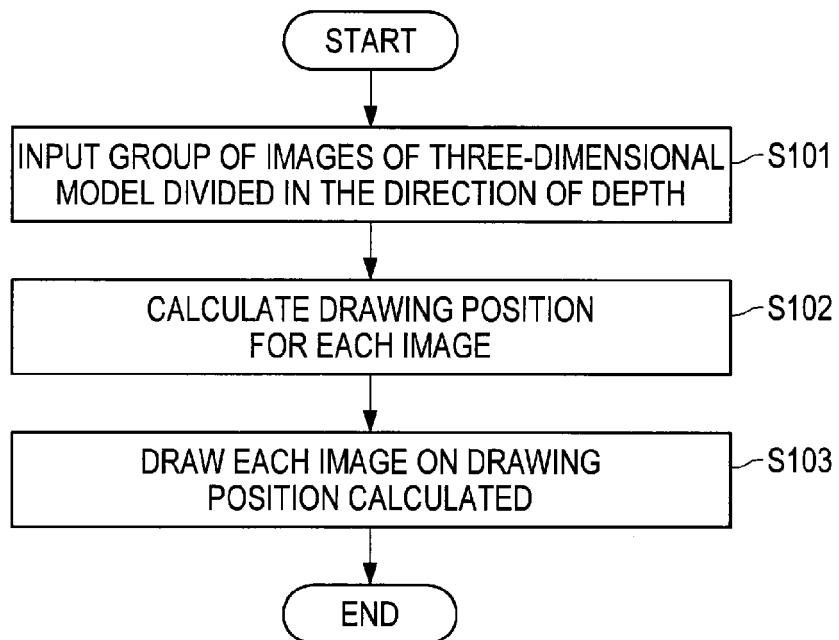 START
INPUT GROUP OF IMAGES OF THREE-DIMENSIONAL
MODEL DIVIDED IN THE DIRECTION OF DEPTH
S101
CALCULATE DRAWING POSITION
FOR EACH IMAGE
S102
DRAW EACH IMAGE ON DRAWING
POSITION CALCULATED
S103
END